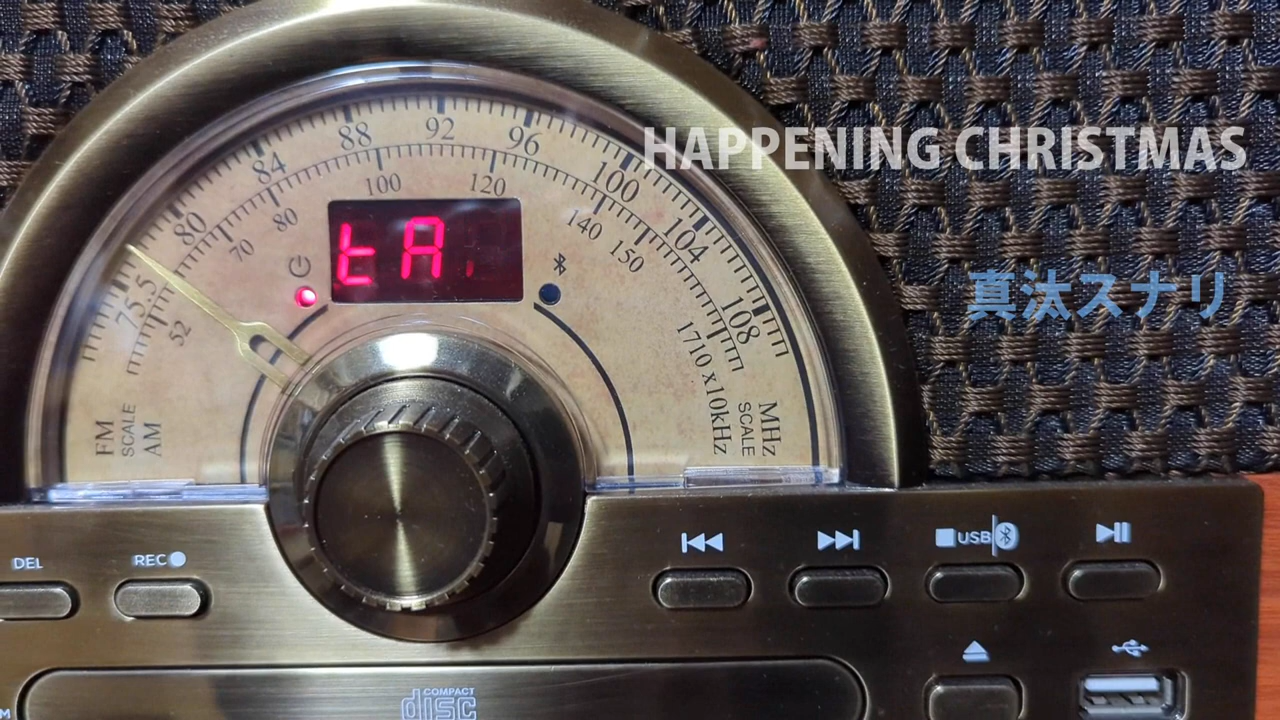 HAPPENING CHRISTMAS
真汰スナリ
75.5 80 84 88 92 96 100 104 108
52 70 80 100 120 140 150 1710 x10kHz
tA
FM
SCALE
AM
MHz
SCALE
DEL
REC
USB
COMPACT
disc